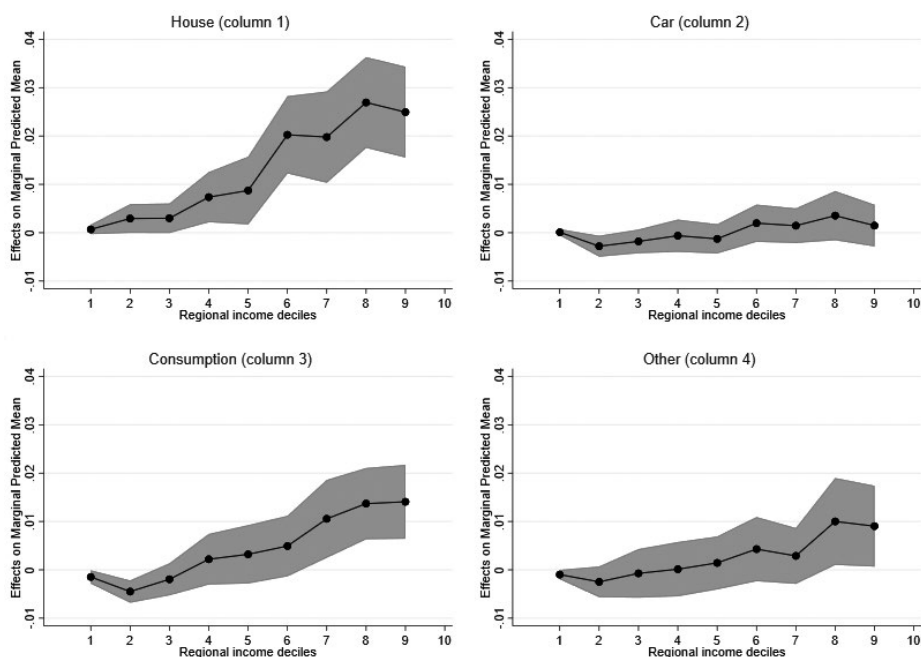 House (column 1)
Effects on Marginal Predicted Mean
.04
.03
.02
.01
0
-.01
1 2 3 4 5 6 7 8 9 10
Regional income deciles
Car (column 2)
Effects on Marginal Predicted Mean
.04
.03
.02
.01
0
-.01
1 2 3 4 5 6 7 8 9 10
Regional income deciles
Consumption (column 3)
Effects on Marginal Predicted Mean
.04
.03
.02
.01
0
-.01
1 2 3 4 5 6 7 8 9 10
Regional income deciles
Other (column 4)
Effects on Marginal Predicted Mean
.04
.03
.02
.01
0
-.01
1 2 3 4 5 6 7 8 9 10
Regional income deciles